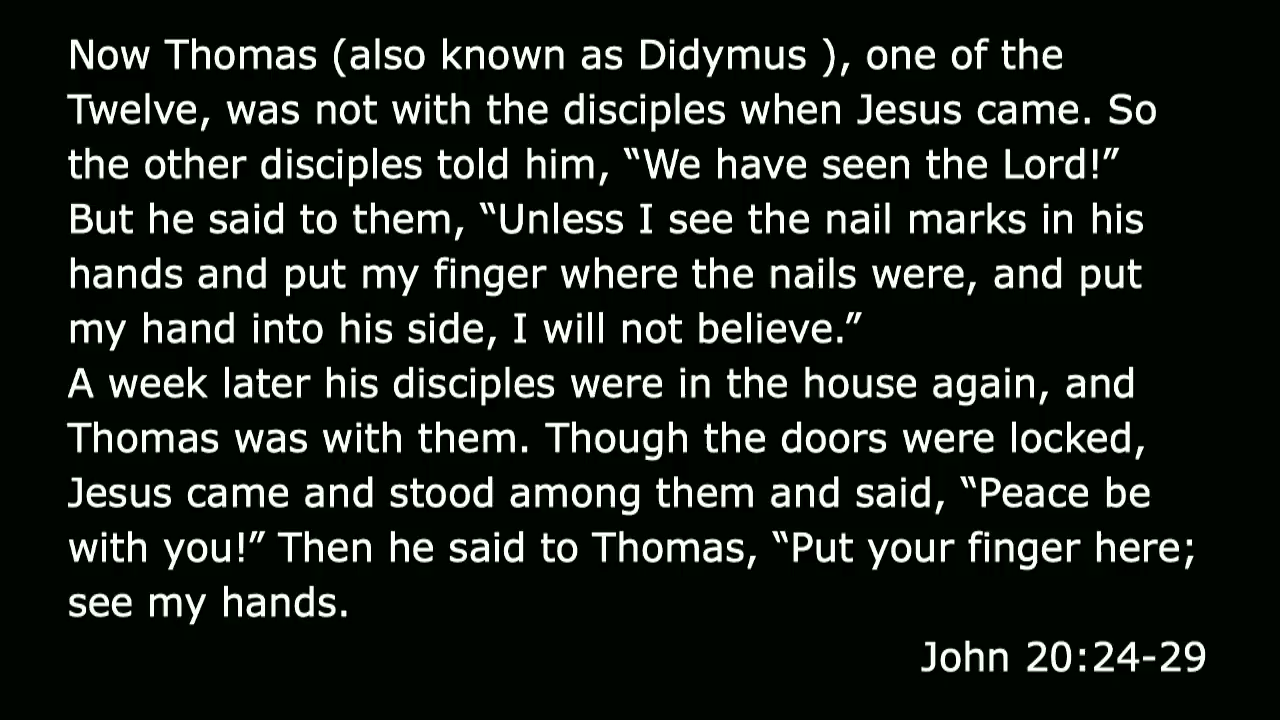 Now Thomas (also known as Didymus ), one of the
Twelve, was not with the disciples when Jesus came. So
the other disciples told him, “We have seen the Lord!”
But he said to them, “Unless I see the nail marks in his
hands and put my finger where the nails were, and put
my hand into his side, I will not believe.”
A week later his disciples were in the house again, and
Thomas was with them. Though the doors were locked,
Jesus came and stood among them and said, “Peace be
with you!” Then he said to Thomas, “Put your finger here;
see my hands.
John 20:24-29